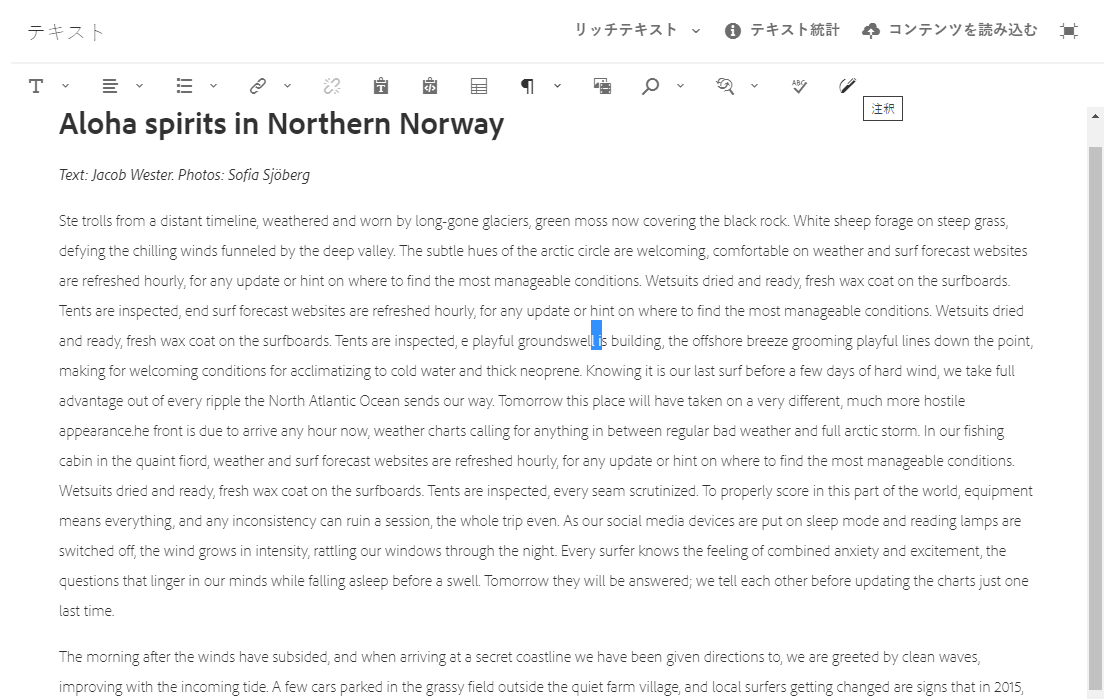 テキスト
リッチテキスト テキスト統計 コンテンツを読み込む
注釈
Aloha spirits in Northern Norway
Text: Jacob Wester. Photos: Sofia Sjöberg
Ste trolls from a distant timeline, weathered and worn by long-gone glaciers, green moss now covering the black rock. White sheep forage on steep grass,
defying the chilling winds funneled by the deep valley. The subtle hues of the arctic circle are welcoming, comfortable on weather and surf forecast websites
are refreshed hourly, for any update or hint on where to find the most manageable conditions. Wetsuits dried and ready, fresh wax coat on the surfboards.
Tents are inspected, end surf forecast websites are refreshed hourly, for any update or hint on where to find the most manageable conditions. Wetsuits dried
and ready, fresh wax coat on the surfboards. Tents are inspected, e playful groundswell is building, the offshore breeze grooming playful lines down the point,
making for welcoming conditions for acclimatizing to cold water and thick neoprene. Knowing it is our last surf before a few days of hard wind, we take full
advantage out of every ripple the North Atlantic Ocean sends our way. Tomorrow this place will have taken on a very different, much more hostile
appearance.he front is due to arrive any hour now, weather charts calling for anything in between regular bad weather and full arctic storm. In our fishing
cabin in the quaint fiord, weather and surf forecast websites are refreshed hourly, for any update or hint on where to find the most manageable conditions.
Wetsuits dried and ready, fresh wax coat on the surfboards. Tents are inspected, every seam scrutinized. To properly score in this part of the world, equipment
means everything, and any inconsistency can ruin a session, the whole trip even. As our social media devices are put on sleep mode and reading lamps are
switched off, the wind grows in intensity, rattling our windows through the night. Every surfer knows the feeling of combined anxiety and excitement, the
questions that linger in our minds while falling asleep before a swell. Tomorrow they will be answered; we tell each other before updating the charts just one
last time.
The morning after the winds have subsided, and when arriving at a secret coastline we have been given directions to, we are greeted by clean waves,
improving with the incoming tide. A few cars parked in the grassy field outside the quiet farm village, and local surfers getting changed are signs that in 2015,